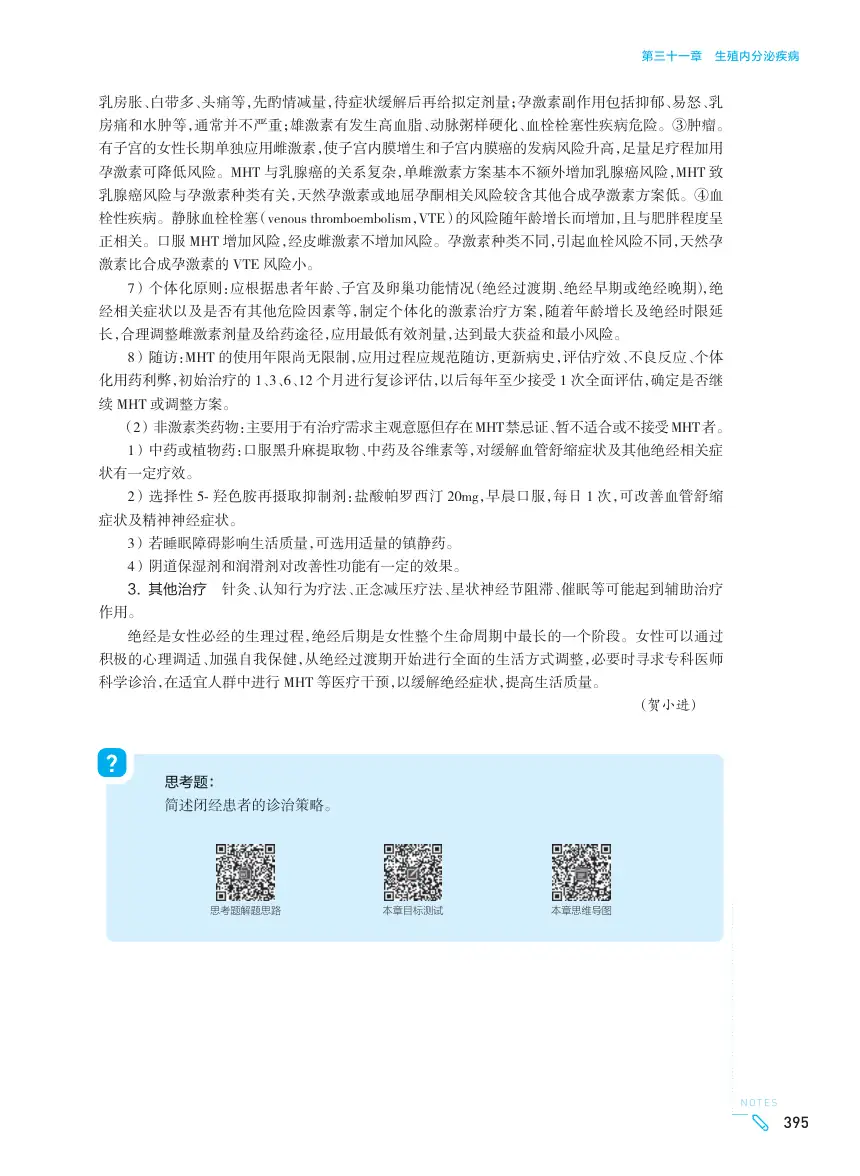 第三十一章　生殖内分泌疾病
乳房胀、白带多、头痛等,先酌情减量,待症状缓解后再给拟定剂量;孕激素副作用包括抑郁、易怒、乳
房痛和水肿等,通常并不严重;雄激素有发生高血脂、动脉粥样硬化、血栓栓塞性疾病危险。③肿瘤。
有子宫的女性长期单独应用雌激素,使子宫内膜增生和子宫内膜癌的发病风险升高,足量足疗程加用
孕激素可降低风险。MHT 与乳腺癌的关系复杂,单雌激素方案基本不额外增加乳腺癌风险,MHT 致
乳腺癌风险与孕激素种类有关,天然孕激素或地屈孕酮相关风险较含其他合成孕激素方案低。④血
栓性疾病。静脉血栓栓塞(venous thromboembolism,VTE)的风险随年龄增长而增加,且与肥胖程度呈
正相关。口服 MHT 增加风险,经皮雌激素不增加风险。孕激素种类不同,引起血栓风险不同,天然孕
激素比合成孕激素的 VTE 风险小。
7)个体化原则:应根据患者年龄、子宫及卵巢功能情况(绝经过渡期、绝经早期或绝经晚期),绝
经相关症状以及是否有其他危险因素等,制定个体化的激素治疗方案,随着年龄增长及绝经时限延
长,合理调整雌激素剂量及给药途径,应用最低有效剂量,达到最大获益和最小风险。
8)随访:MHT 的使用年限尚无限制,应用过程应规范随访,更新病史,评估疗效、不良反应、个体
化用药利弊,初始治疗的 1、3、6、12 个月进行复诊评估,以后每年至少接受 1 次全面评估,确定是否继
续 MHT 或调整方案。
(2)非激素类药物:主要用于有治疗需求主观意愿但存在MHT禁忌证、暂不适合或不接受MHT者。
1)中药或植物药:口服黑升麻提取物、中药及谷维素等,对缓解血管舒缩症状及其他绝经相关症
状有一定疗效。
2)选择性 5- 羟色胺再摄取抑制剂:盐酸帕罗西汀 20mg,早晨口服,每日 1 次,可改善血管舒缩
症状及精神神经症状。
3)若睡眠障碍影响生活质量,可选用适量的镇静药。
4)阴道保湿剂和润滑剂对改善性功能有一定的效果。
3. 其他治疗　针灸、认知行为疗法、正念减压疗法、星状神经节阻滞、催眠等可能起到辅助治疗
作用。
绝经是女性必经的生理过程,绝经后期是女性整个生命周期中最长的一个阶段。女性可以通过
积极的心理调适、加强自我保健,从绝经过渡期开始进行全面的生活方式调整,必要时寻求专科医师
科学诊治,在适宜人群中进行 MHT 等医疗干预,以缓解绝经症状,提高生活质量。
(贺小进)
?
思考题:
简述闭经患者的诊治策略。
思考题解题思路
本章目标测试
本章思维导图
NOTES
395